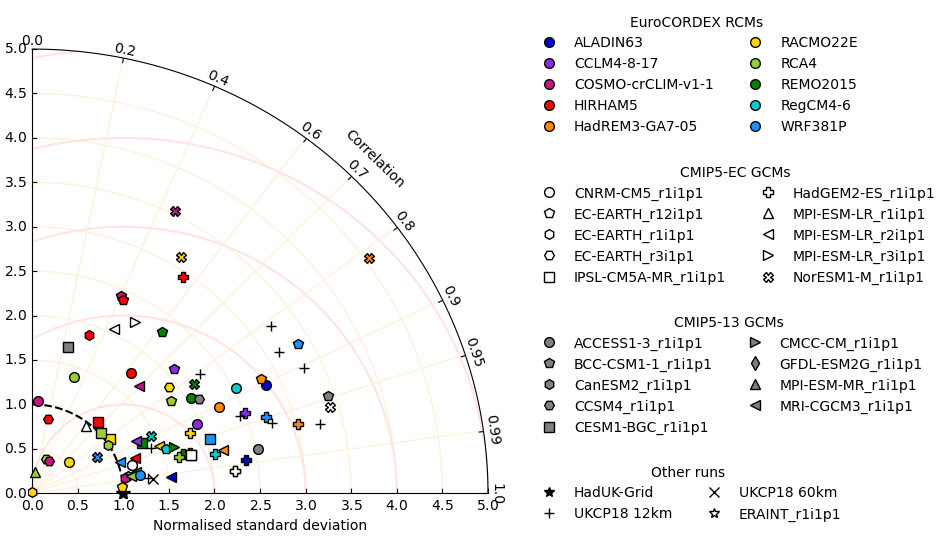 EuroCORDEX RCMs
ALADIN63
RACMO22E
CCLM4-8-17
RCA4
COSMO-crCLIM-v1-1
REMO2015
HIRHAM5
RegCM4-6
HadREM3-GA7-05
WRF381P
CMIP5-EC GCMs
CNRM-CM5_r1i1p1
HadGEM2-ES_r1i1p1
EC-EARTH_r12i1p1
MPI-ESM-LR_r1i1p1
EC-EARTH_r1i1p1
MPI-ESM-LR_r2i1p1
EC-EARTH_r3i1p1
MPI-ESM-LR_r3i1p1
IPSL-CM5A-MR_r1i1p1
NorESM1-M_r1i1p1
CMIP5-13 GCMs
ACCESS1-3_r1i1p1
CMCC-CM_r1i1p1
BCC-CSM1-1_r1i1p1
GFDL-ESM2G_r1i1p1
CanESM2_r1i1p1
MPI-ESM-MR_r1i1p1
CCSM4_r1i1p1
MRI-CGCM3_r1i1p1
CESM1-BGC_r1i1p1
Other runs
HadUK-Grid
UKCP18 60km
UKCP18 12km
ERAINT_r1i1p1
5.0
4.5
4.0
3.5
3.0
2.5
2.0
1.5
1.0
0.5
0.0
0.0
0.2
0.4
0.6
0.7
0.8
0.9
0.95
0.99
1.0
Correlation
0.0
0.5
1.0
1.5
2.0
2.5
3.0
3.5
4.0
4.5
5.0
Normalised standard deviation